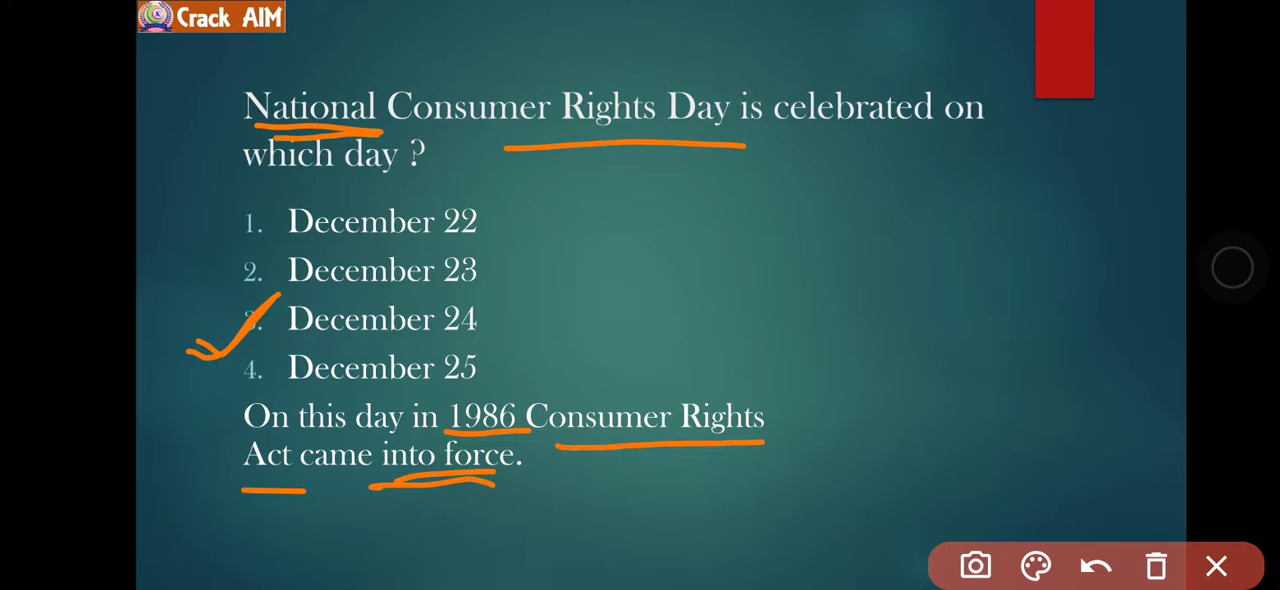 Crack AIM
National Consumer Rights Day is celebrated on
which day ?
1. December 22
2. December 23
3. December 24
4. December 25
On this day in 1986 Consumer Rights
Act came into force.